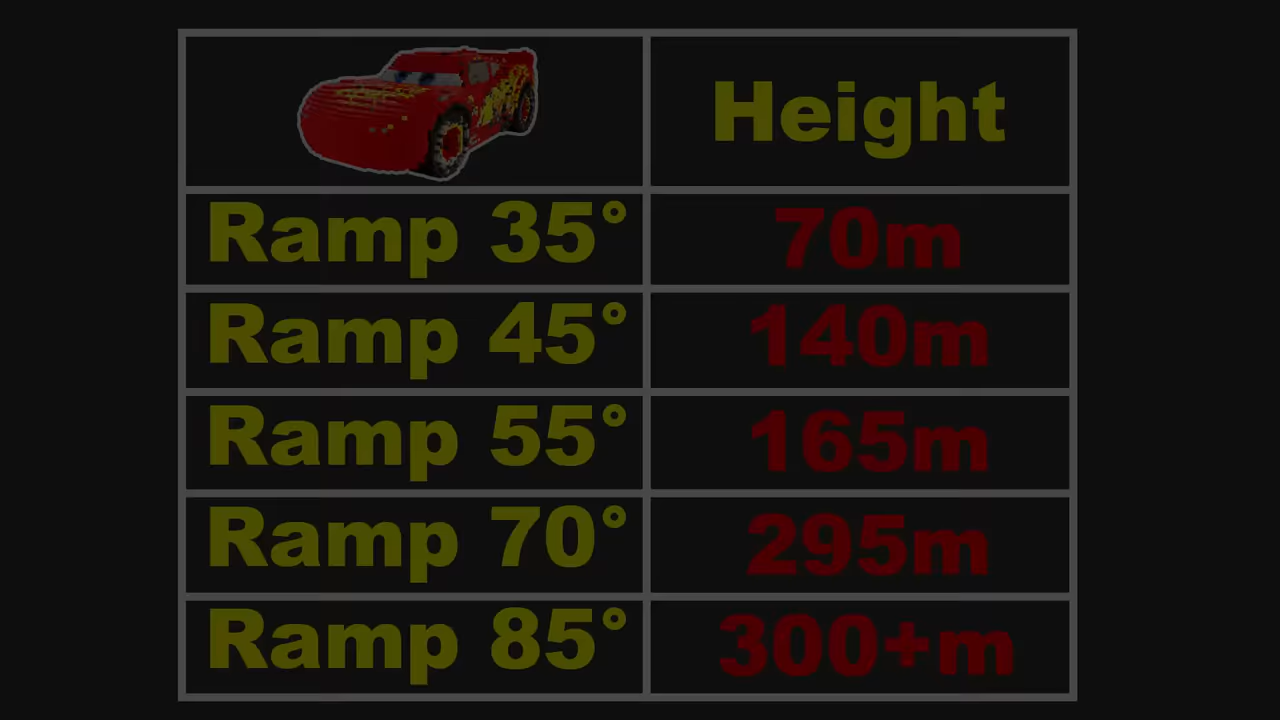 Height
Ramp 35° 70m
Ramp 45° 140m
Ramp 55° 165m
Ramp 70° 295m
Ramp 85° 300+m